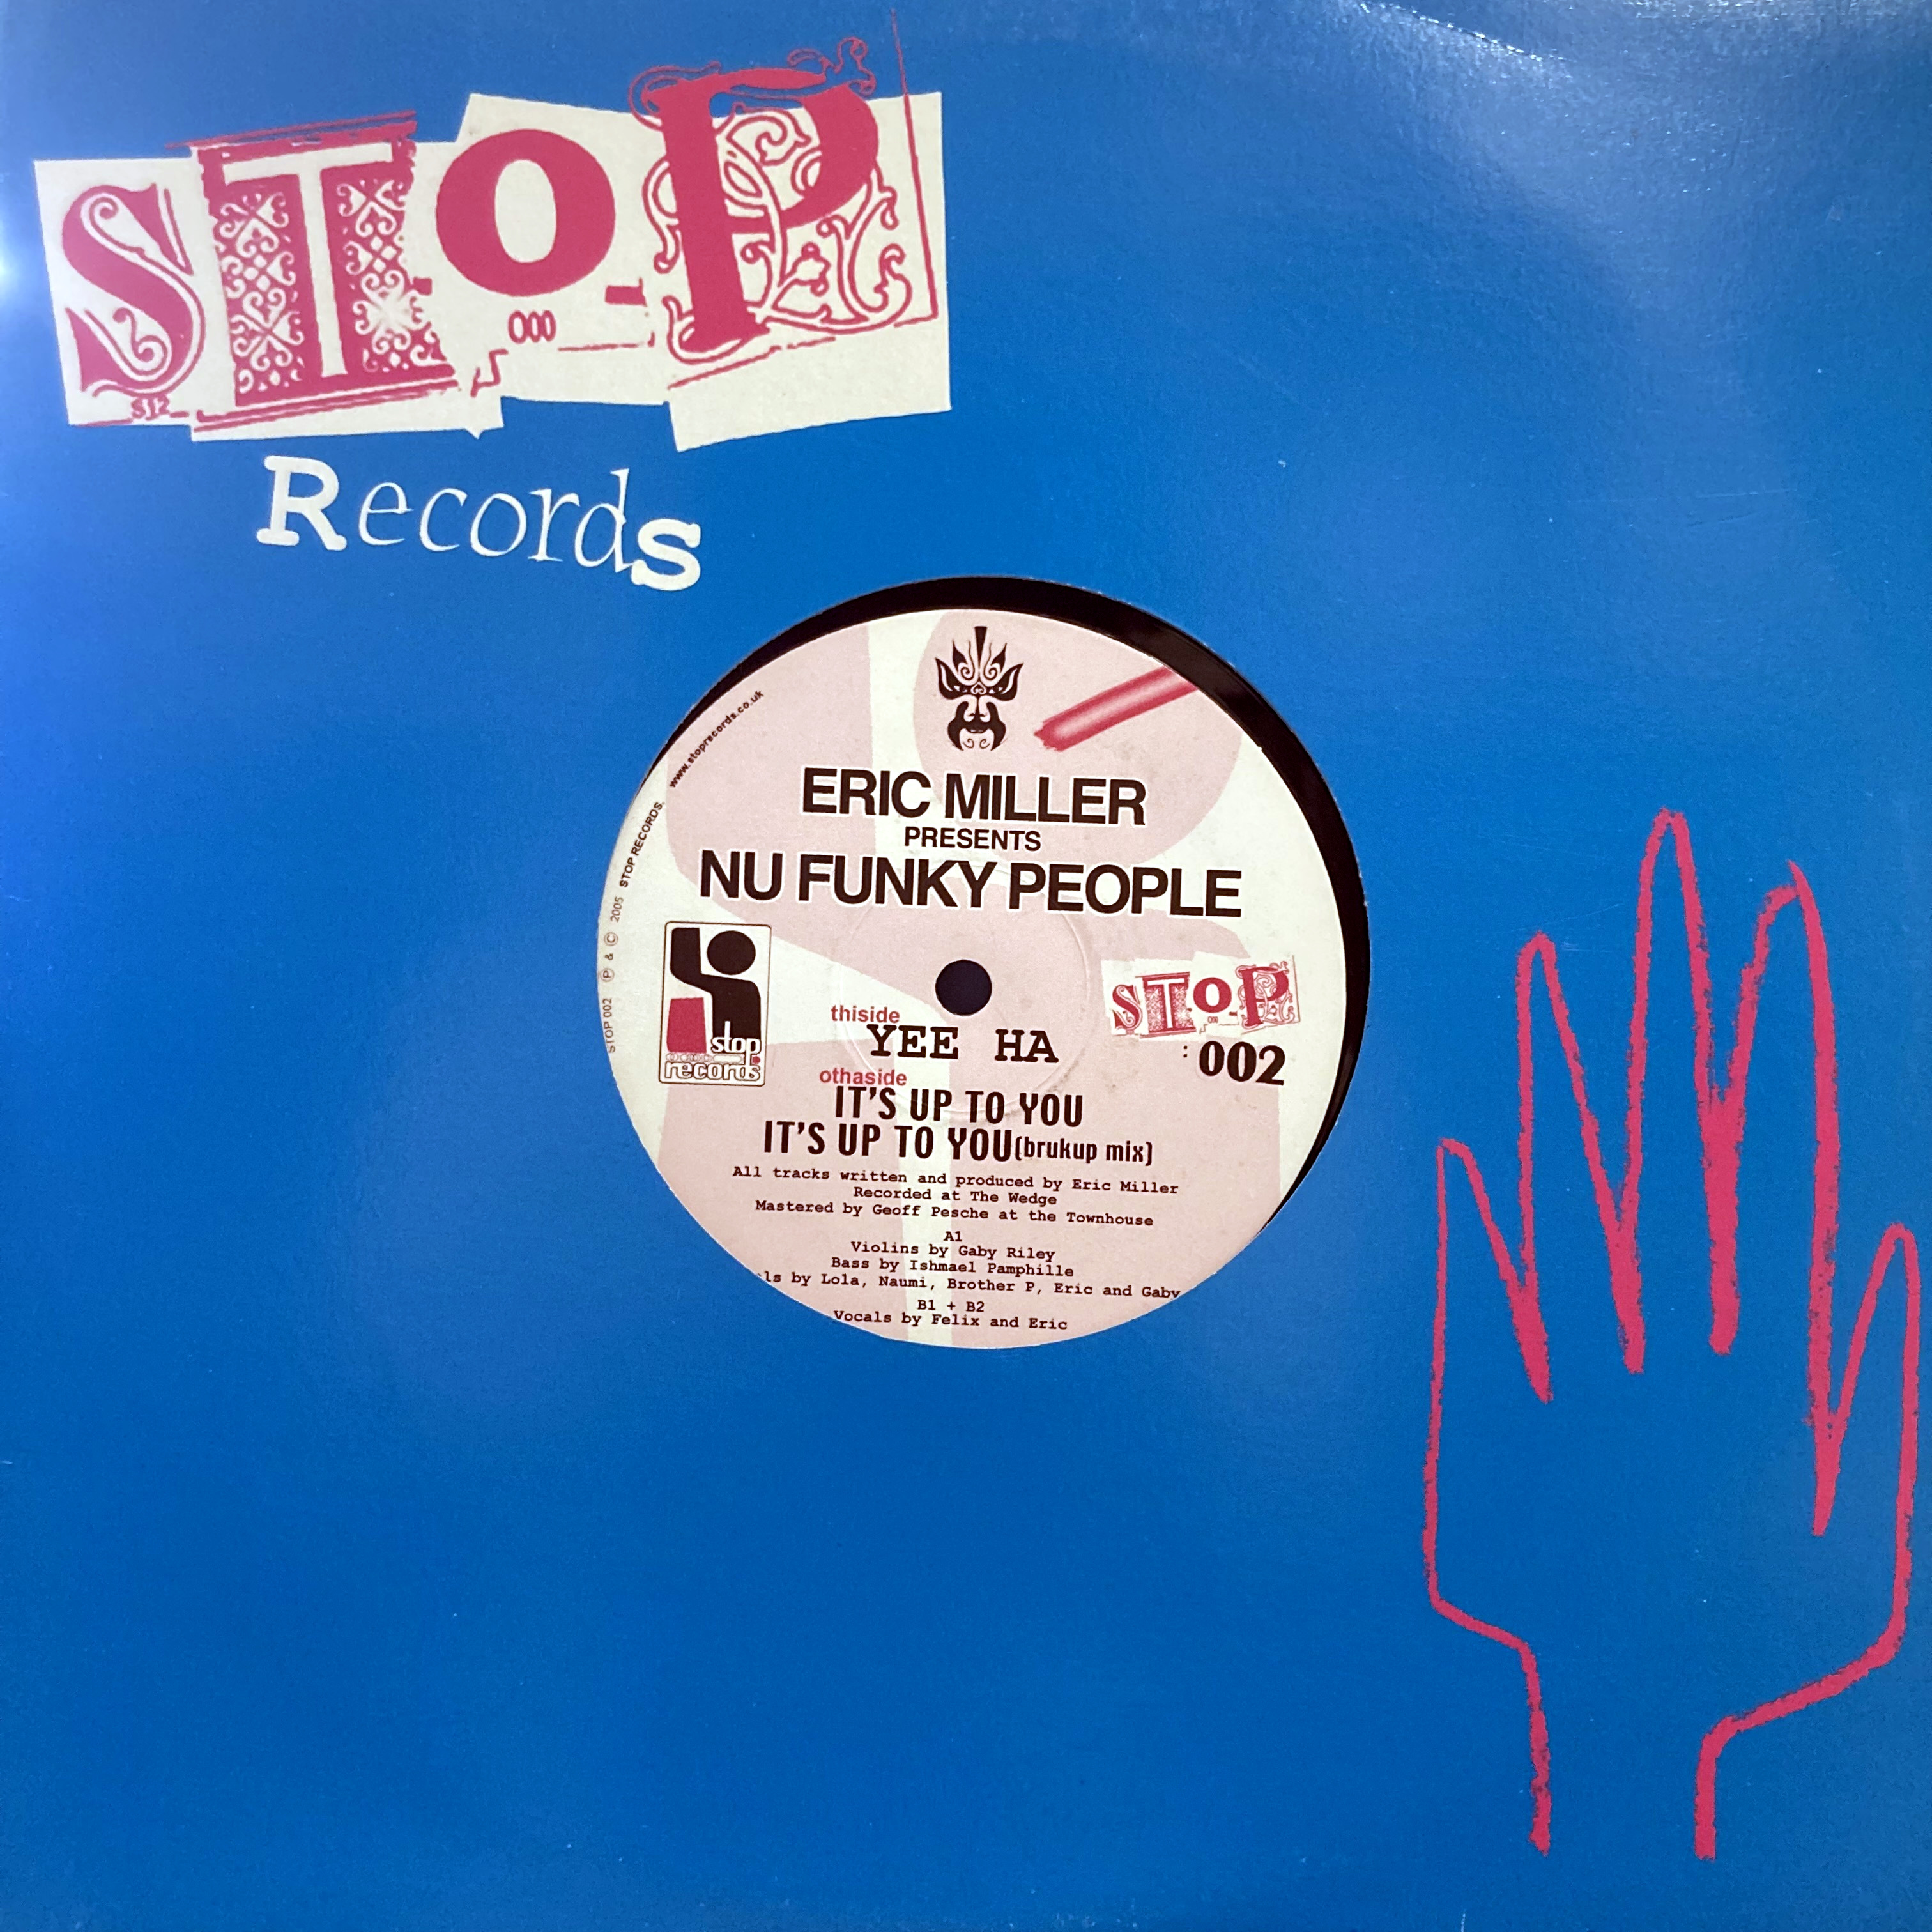 STOP
000
S12
Records
www.stoprecords.co.uk
STOP 002 ℗ & © 2005 STOP RECORDS.
ERIC MILLER
PRESENTS
NU FUNKY PEOPLE
stop
records
STOP
: 002
thiside
YEE HA
othaside
IT'S UP TO YOU
IT'S UP TO YOU(brukup mix)
All tracks written and produced by Eric Miller
Recorded at The Wedge
Mastered by Geoff Pesche at the Townhouse
A1
Violins by Gaby Riley
Bass by Ishmael Pamphille
by Lola, Naumi, Brother P, Eric and Gaby
B1 + B2
Vocals by Felix and Eric